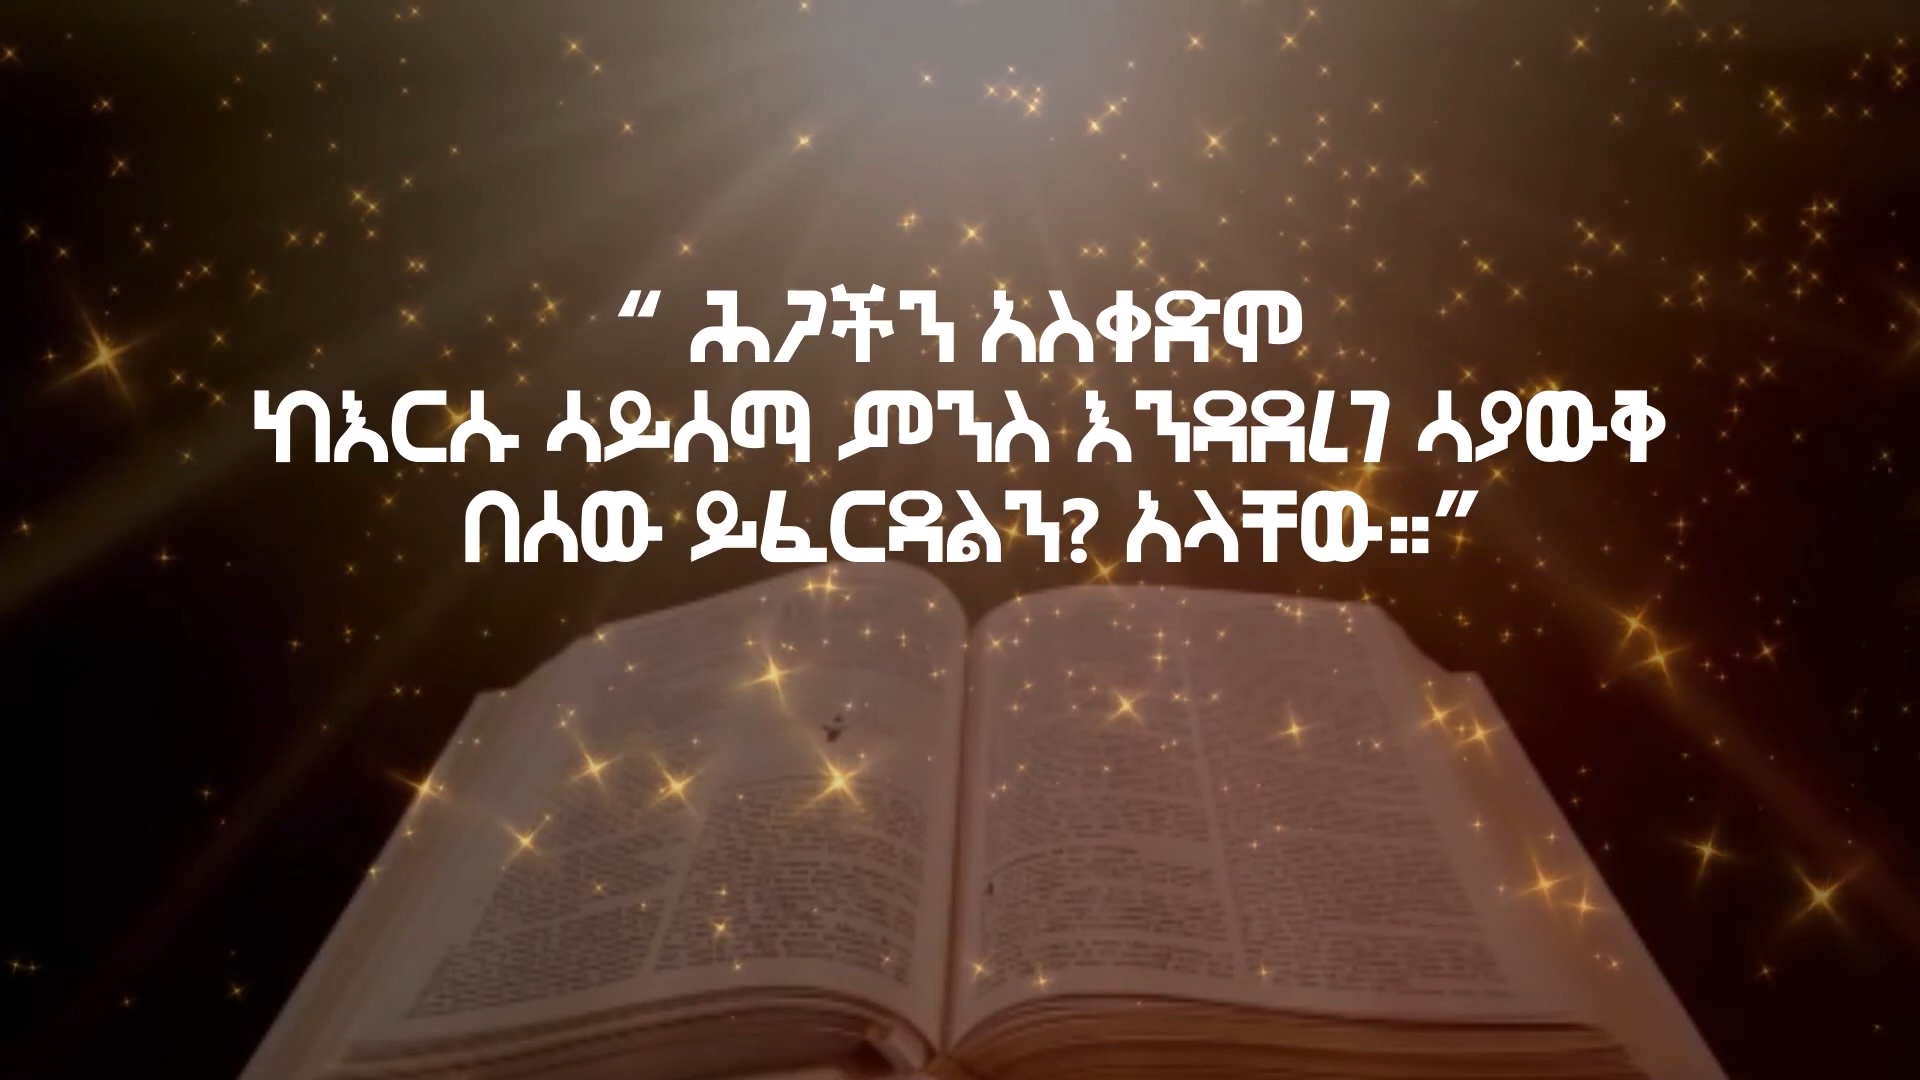 “ ሕጋችን አስቀድሞ
ከእርሱ ሳይሰማ ምንስ እንዳደረገ ሳያውቅ
በሰው ይፈርዳልን? አላቸው።”